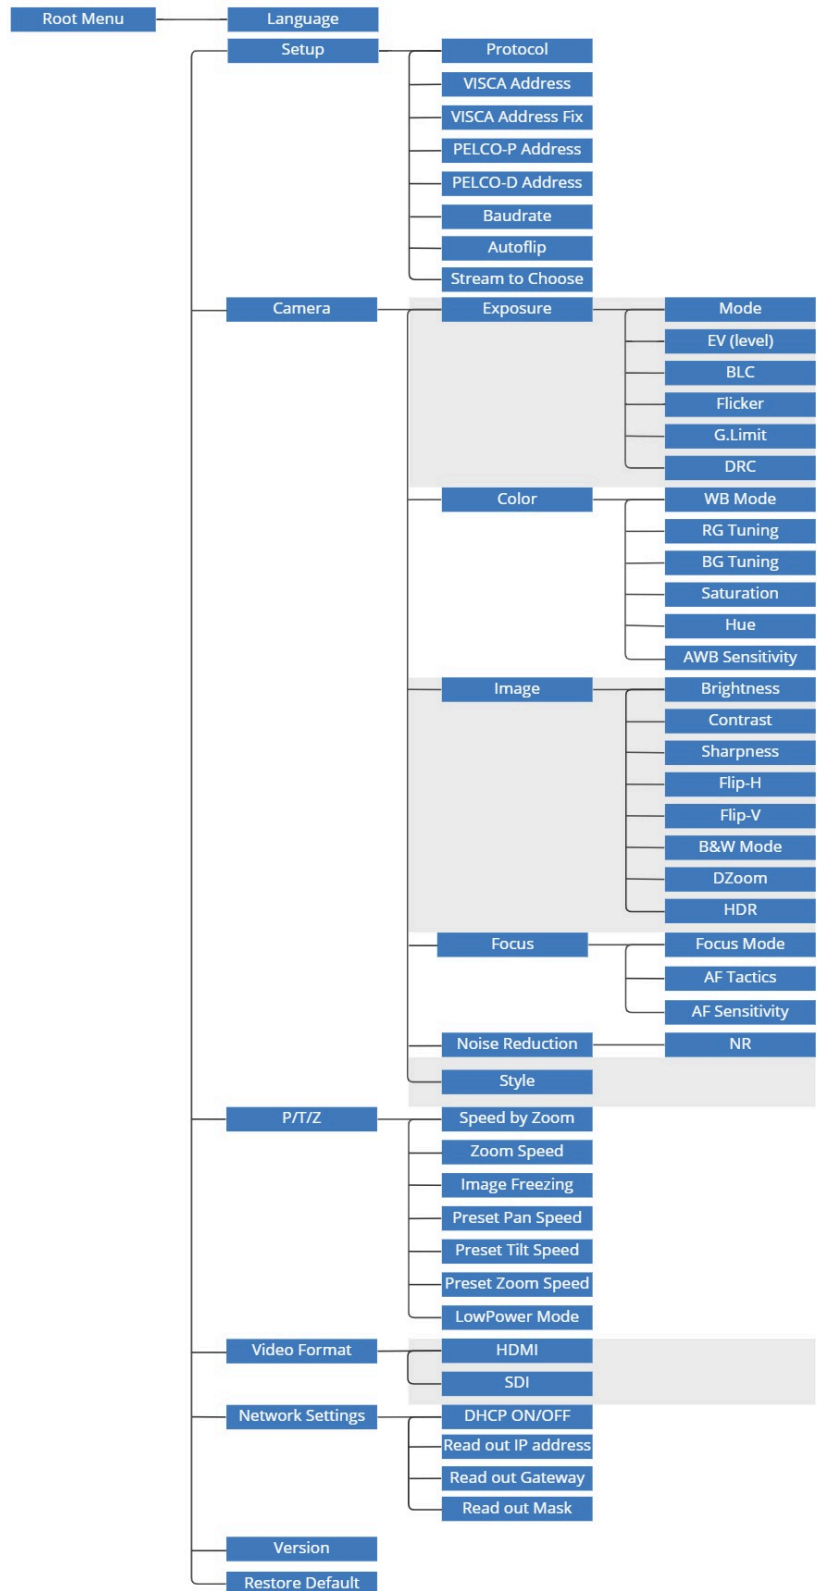 Root Menu
Language
Setup
Protocol
VISCA Address
VISCA Address Fix
PELCO-P Address
PELCO-D Address
Baudrate
Autoflip
Stream to Choose
Camera
Exposure
Mode
EV (level)
BLC
Flicker
G.Limit
DRC
Color
WB Mode
RG Tuning
BG Tuning
Saturation
Hue
AWB Sensitivity
Image
Brightness
Contrast
Sharpness
Flip-H
Flip-V
B&W Mode
DZoom
HDR
Focus
Focus Mode
AF Tactics
AF Sensitivity
Noise Reduction
NR
Style
P/T/Z
Speed by Zoom
Zoom Speed
Image Freezing
Preset Pan Speed
Preset Tilt Speed
Preset Zoom Speed
LowPower Mode
Video Format
HDMI
SDI
Network Settings
DHCP ON/OFF
Read out IP address
Read out Gateway
Read out Mask
Version
Restore Default